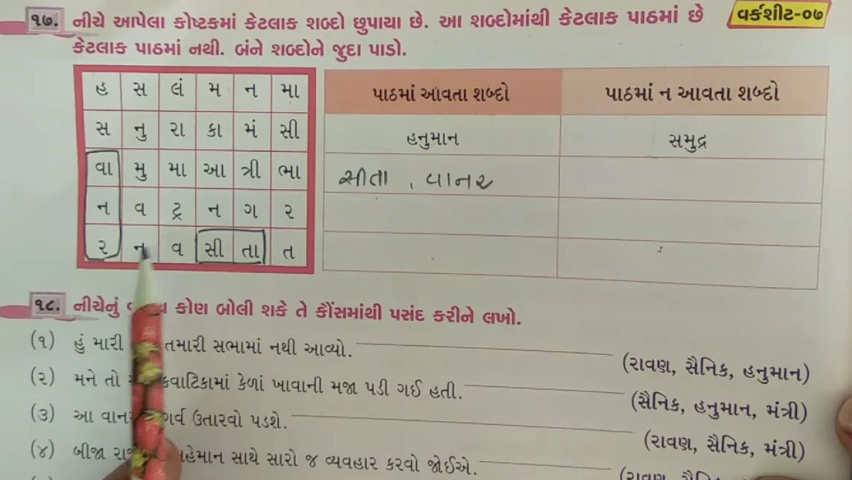 ૧૭. નીચે આપેલા કોષ્ટકમાં કેટલાક શબ્દો છુપાયા છે. આ શબ્દોમાંથી કેટલાક પાઠમાં છે
વર્કશીટ-૦૭
કેટલાક પાઠમાં નથી. બંને શબ્દોને જુદા પાડો.
હ સ લં મ ન મા
સ નુ રા કા મં સી
વા મુ મા આ ત્રી ભા
ન વ ટ્ર ન ગ ર
ર ન વ સી તા ત
પાઠમાં આવતા શબ્દો પાઠમાં ન આવતા શબ્દો
હનુમાન સમુદ્ર
સીતા , વાનર
૧૮. નીચેનું કોણ બોલી શકે તે કૌંસમાંથી પસંદ કરીને લખો.
(૧) હું મારી તમારી સભામાં નથી આવ્યો. (રાવણ, સૈનિક, હનુમાન)
(૨) મને તો કેળાં ખાવાની મજા પડી ગઈ હતી. (સૈનિક, હનુમાન, મંત્રી)
(૩) આ ગર્વ ઉતારવો પડશે. (રાવણ, સૈનિક, મંત્રી)
(૪) બીજા સાથે સારો જ વ્યવહાર કરવો જોઈએ.